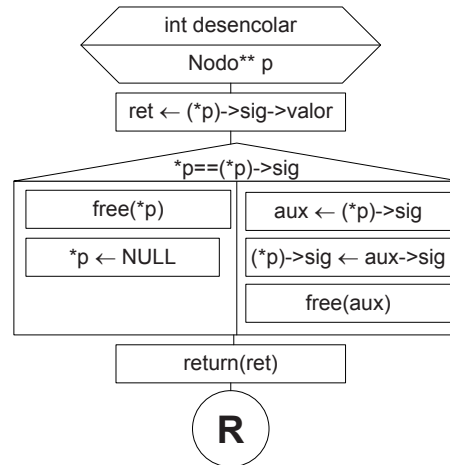 int desencolar
Nodo** p
ret ← (*p)->sig->valor
*p==(*p)->sig
free(*p)
*p ← NULL
aux ← (*p)->sig
(*p)->sig ← aux->sig
free(aux)
return(ret)
R